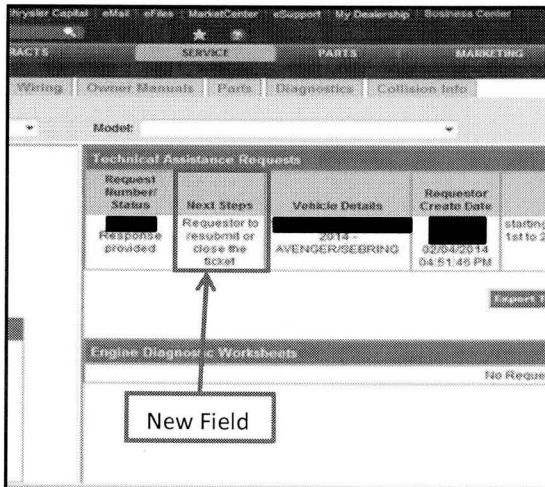 hrysler Capital eMail eFiles MarketCenter eSupport My Dealership Business Center
RACTS SERVICE PARTS MARKETING
Wiring Owner Manuals Parts Diagnostics Collision Info
Model:
Technical Assistance Requests
Request Number/ Status Next Steps Vehicle Details Requestor Create Date
Response provided Requestor to resubmit or close the ticket 2014 - AVENGER/SEBRING 02/04/2014 04:51:46 PM starting 1st to 2
Export T
Engine Diagnostic Worksheets
No Reque
New Field